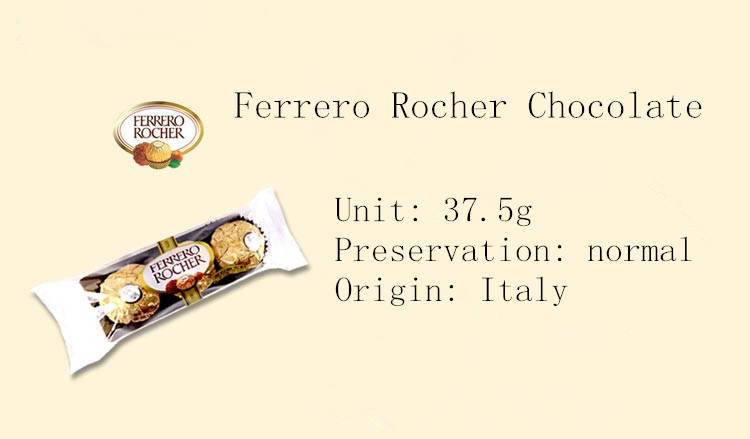 Ferrero Rocher Chocolate
FERRERO
ROCHER
Unit: 37.5g
Preservation: normal
Origin: Italy
FERRERO
ROCHER